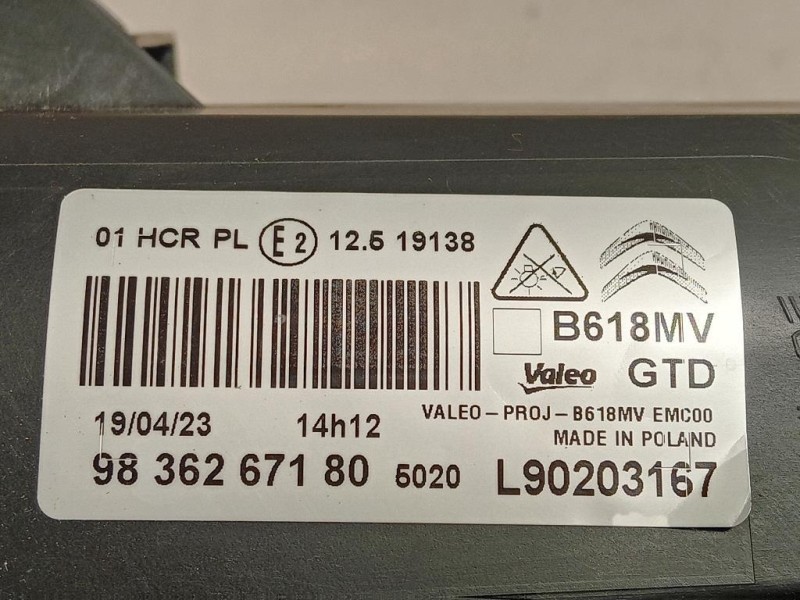 01 HCR PL E2 12.5 19138
B618MV
Valeo GTD
19/04/23 14h12 VALEO-PROJ-B618MV EMC00
MADE IN POLAND
98 362 671 80 5020 L90203167